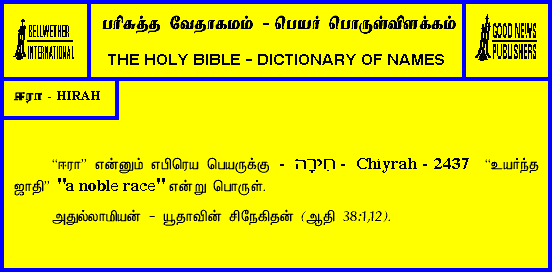 BELLWETHER
INTERNATIONAL
பரிசுத்த வேதாகமம் - பெயர் பொருள்விளக்கம்
THE HOLY BIBLE - DICTIONARY OF NAMES
GOOD NEWS
PUBLISHERS
ஈரா - HIRAH
“ஈரா” என்னும் எபிரெய பெயருக்கு - חִירָה - Chiyrah - 2437 “உயர்ந்த
ஜாதி” "a noble race" என்று பொருள்.
அதுல்லாமியன் - யூதாவின் சிநேகிதன் (ஆதி 38:1,12).